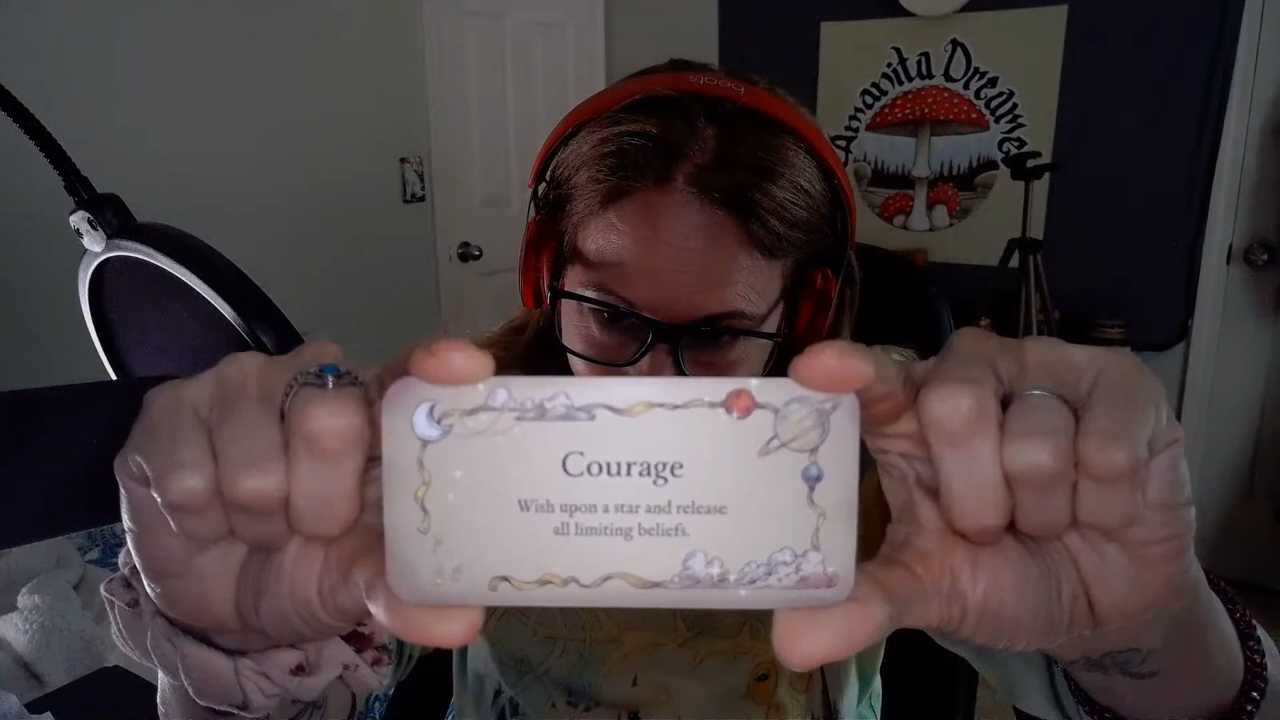 beats
Amanita Dreamer
Courage
Wish upon a star and release
all limiting beliefs.